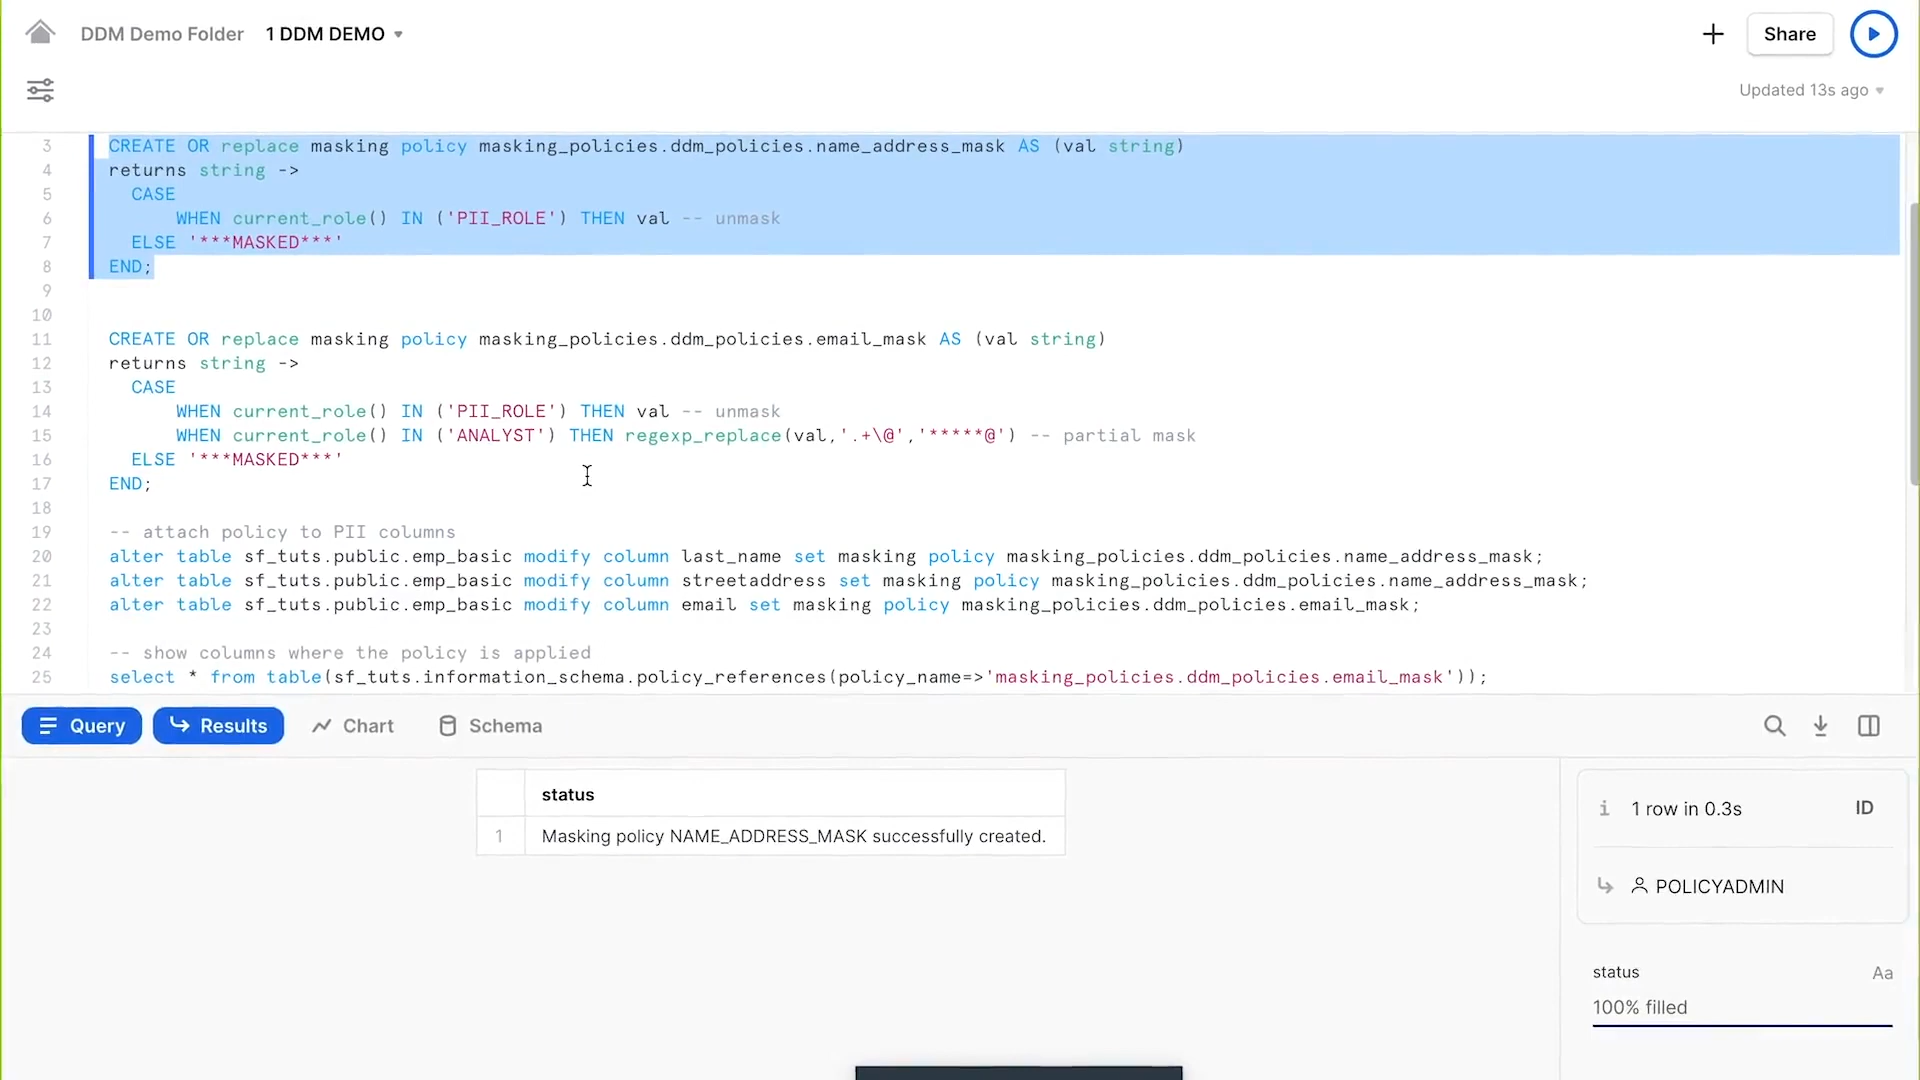 DDM Demo Folder 1 DDM DEMO
Share
Updated 13s ago
3 CREATE OR replace masking policy masking_policies.ddm_policies.name_address_mask AS (val string)
4 returns string ->
5 CASE
6 WHEN current_role() IN ('PII_ROLE') THEN val -- unmask
7 ELSE '***MASKED***'
8 END;
9
10
11 CREATE OR replace masking policy masking_policies.ddm_policies.email_mask AS (val string)
12 returns string ->
13 CASE
14 WHEN current_role() IN ('PII_ROLE') THEN val -- unmask
15 WHEN current_role() IN ('ANALYST') THEN regexp_replace(val,'.+\@','*****@') -- partial mask
16 ELSE '***MASKED***'
17 END;
18
19 -- attach policy to PII columns
20 alter table sf_tuts.public.emp_basic modify column last_name set masking policy masking_policies.ddm_policies.name_address_mask;
21 alter table sf_tuts.public.emp_basic modify column streetaddress set masking policy masking_policies.ddm_policies.name_address_mask;
22 alter table sf_tuts.public.emp_basic modify column email set masking policy masking_policies.ddm_policies.email_mask;
23
24 -- show columns where the policy is applied
25 select * from table(sf_tuts.information_schema.policy_references(policy_name=>'masking_policies.ddm_policies.email_mask'));
Query Results Chart Schema
status
1 Masking policy NAME_ADDRESS_MASK successfully created.
1 row in 0.3s ID
POLICYADMIN
status Aa
100% filled